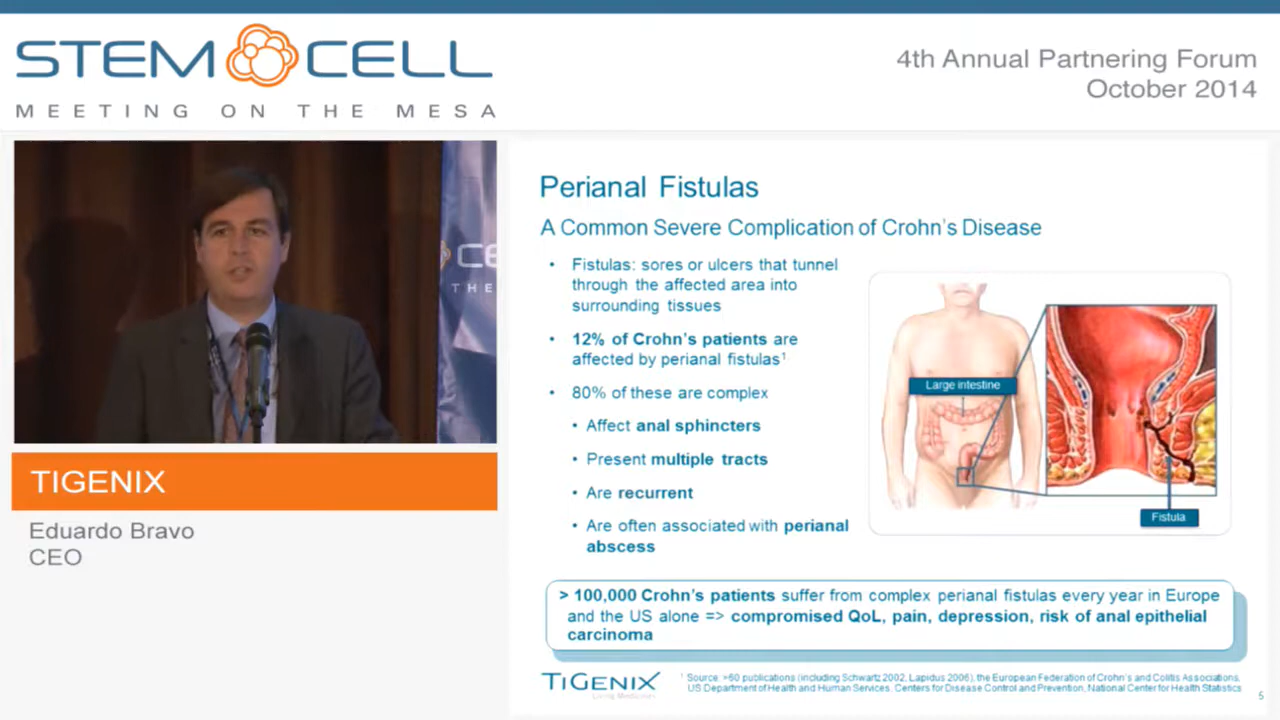 STEM CELL
MEETING ON THE MESA
4th Annual Partnering Forum
October 2014
CE
THE
TIGENIX
Eduardo Bravo
CEO
Perianal Fistulas
A Common Severe Complication of Crohn's Disease
• Fistulas: sores or ulcers that tunnel
through the affected area into
surrounding tissues
• 12% of Crohn's patients are
affected by perianal fistulas¹
• 80% of these are complex
• Affect anal sphincters
• Present multiple tracts
• Are recurrent
• Are often associated with perianal
abscess
Large intestine
Fistula
> 100,000 Crohn's patients suffer from complex perianal fistulas every year in Europe
and the US alone => compromised QoL, pain, depression, risk of anal epithelial
carcinoma
TiGenix
Living Medicines
¹ Source >60 publications (including Schwartz 2002, Lapidus 2006), the European Federation of Crohn's and Colitis Associations,
US Department of Health and Human Services, Centers for Disease Control and Prevention, National Center for Health Statistics
5